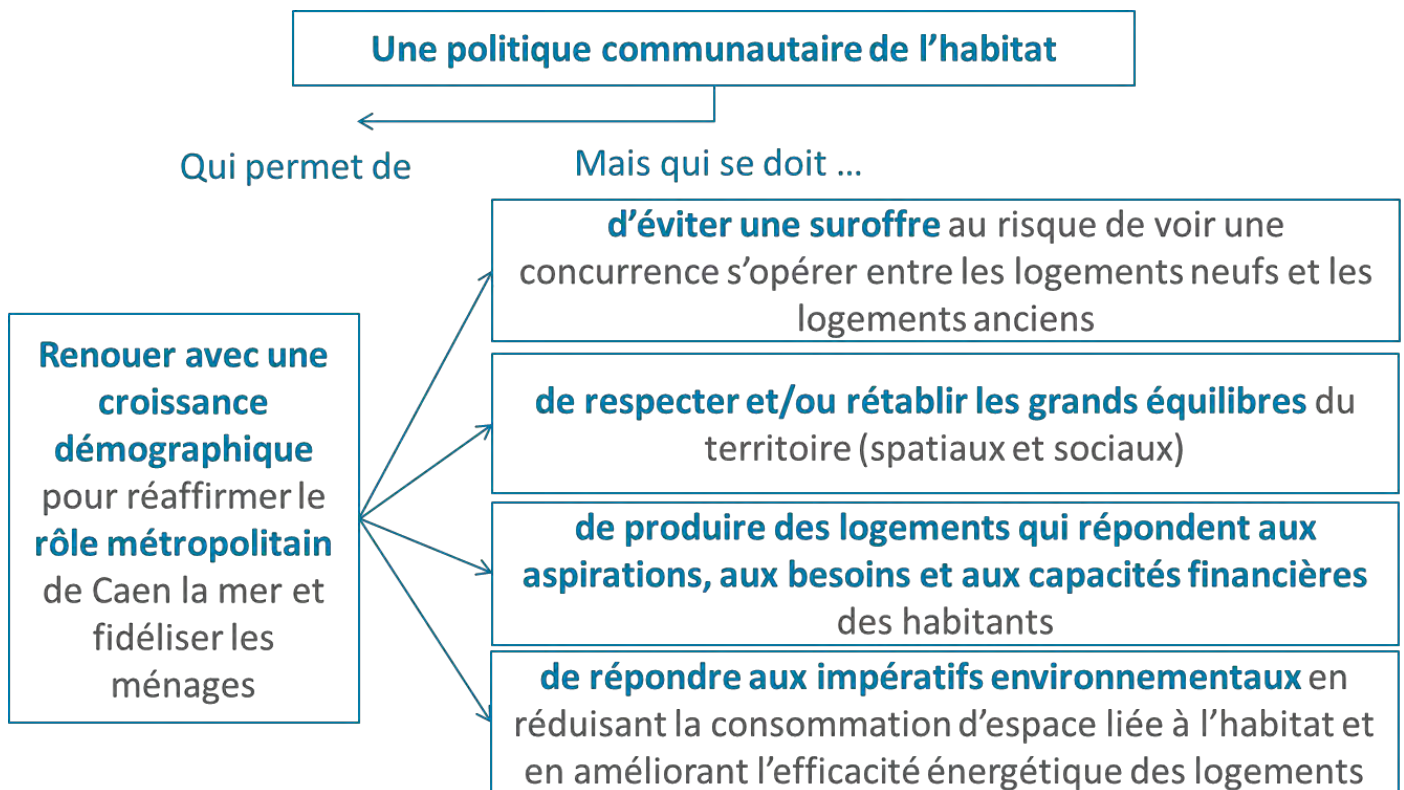 Une politique communautaire de l'habitat
Qui permet de
Mais qui se doit ...
Renouer avec une
croissance
démographique
pour réaffirmer le
rôle métropolitain
de Caen la mer et
fidéliser les
ménages
d'éviter une suroffre au risque de voir une
concurrence s'opérer entre les logements neufs et les
logements anciens
de respecter et/ou rétablir les grands équilibres du
territoire (spatiaux et sociaux)
de produire des logements qui répondent aux
aspirations, aux besoins et aux capacités financières
des habitants
de répondre aux impératifs environnementaux en
réduisant la consommation d'espace liée à l'habitat et
en améliorant l'efficacité énergétique des logements